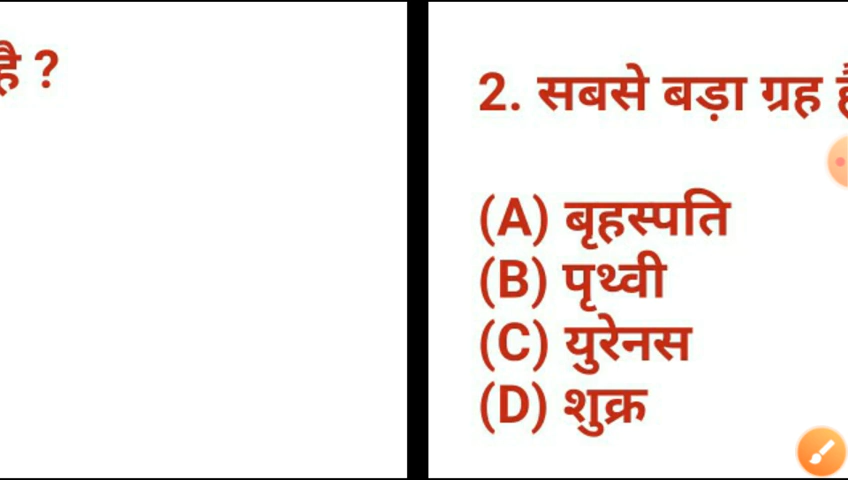 है ?
2. सबसे बड़ा ग्रह है
(A) बृहस्पति
(B) पृथ्वी
(C) युरेनस
(D) शुक्र